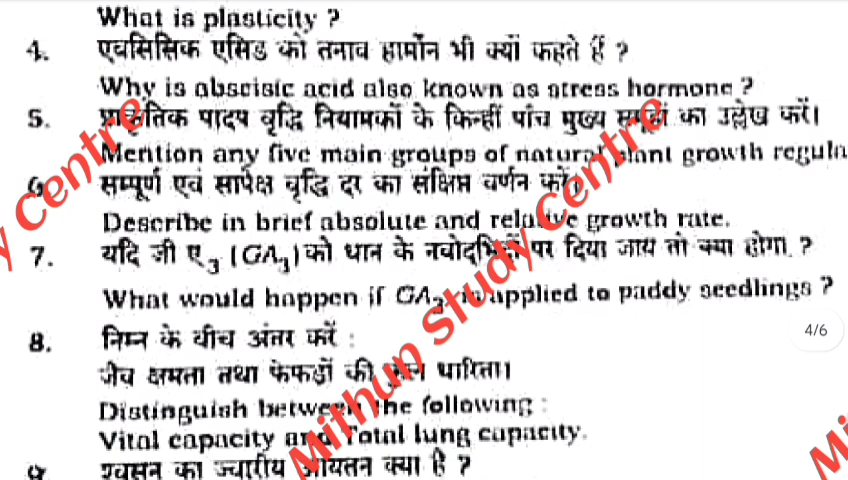 What is plasticity ?
4. एबसिसिक एसिड को तनाव हार्मोन भी क्यों कहते हैं ?
Why is abscisic acid also known as stress hormone ?
5. प्राकृतिक पादप वृद्धि नियामकों के किन्हीं पांच मुख्य समूहों का उल्लेख करें।
Mention any five main groups of natural plant growth regula
6. सम्पूर्ण एवं सापेक्ष वृद्धि दर का संक्षिप्त वर्णन करें।
Describe in brief absolute and relative growth rate.
7. यदि जी ए₃ (GA₃) को धान के नवोद्भिदों पर दिया जाय तो क्या होगा ?
What would happen if GA₃ is applied to paddy seedlings ?
8. निम्न के बीच अंतर करें :
4/6
जैव क्षमता तथा फेफड़ों की कुल धारिता।
Distinguish between the following :
Vital capacity and Total lung capacity.
9. श्वसन का ज्वारीय आयतन क्या है ?
y Centre
Mithun Study Centre
Mi